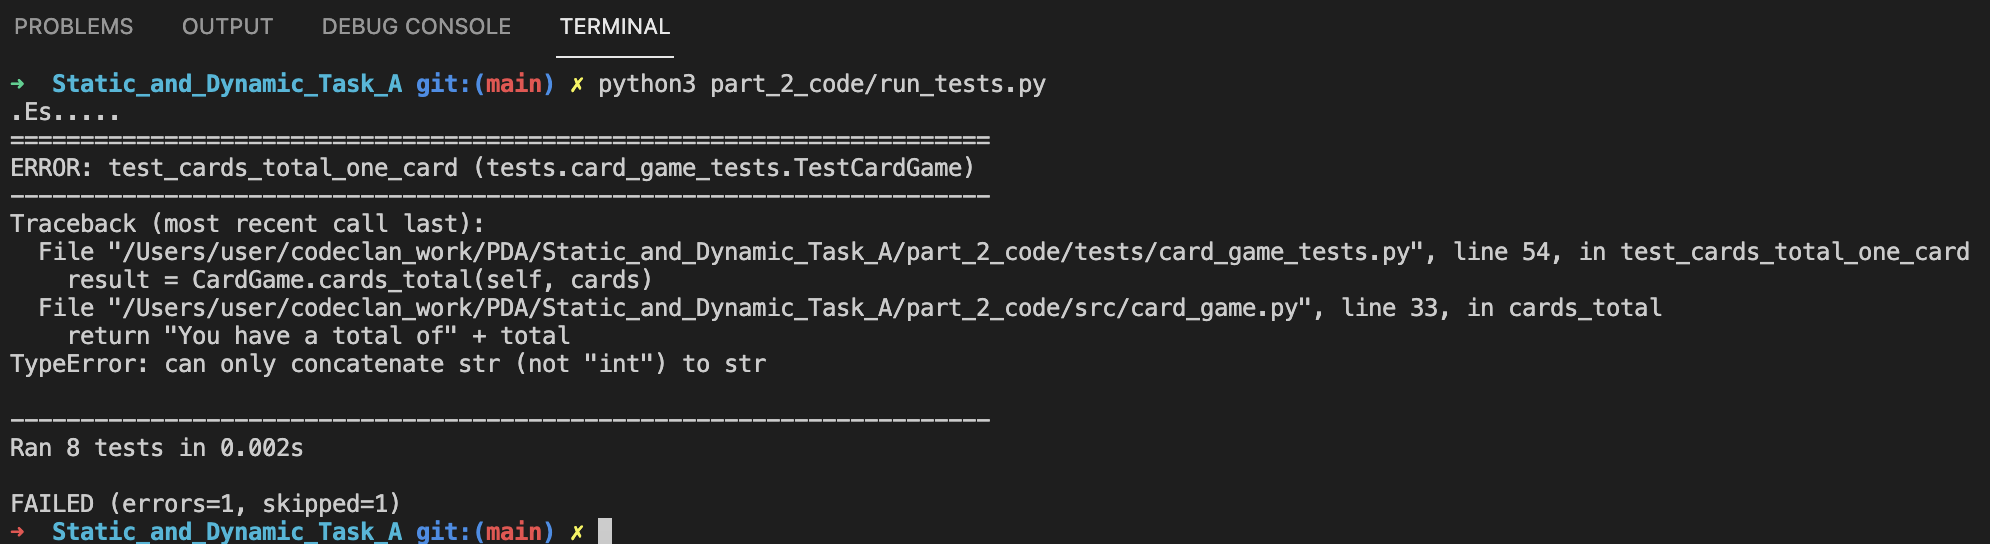 PROBLEMS OUTPUT DEBUG CONSOLE TERMINAL
➜  Static_and_Dynamic_Task_A git:(main) ✗ python3 part_2_code/run_tests.py
.Es.....
======================================================================
ERROR: test_cards_total_one_card (tests.card_game_tests.TestCardGame)
----------------------------------------------------------------------
Traceback (most recent call last):
  File "/Users/user/codeclan_work/PDA/Static_and_Dynamic_Task_A/part_2_code/tests/card_game_tests.py", line 54, in test_cards_total_one_card
    result = CardGame.cards_total(self, cards)
  File "/Users/user/codeclan_work/PDA/Static_and_Dynamic_Task_A/part_2_code/src/card_game.py", line 33, in cards_total
    return "You have a total of" + total
TypeError: can only concatenate str (not "int") to str
----------------------------------------------------------------------
Ran 8 tests in 0.002s
FAILED (errors=1, skipped=1)
➜  Static_and_Dynamic_Task_A git:(main) ✗